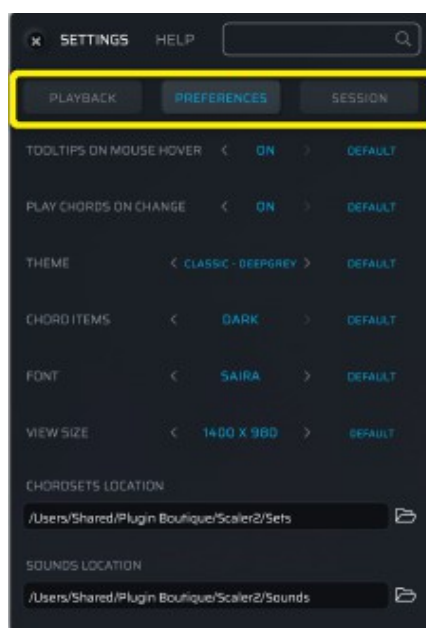 × SETTINGS HELP
PLAYBACK PREFERENCES SESSION
TOOLTIPS ON MOUSE HOVER < ON > DEFAULT
PLAY CHORDS ON CHANGE < ON > DEFAULT
THEME < CLASSIC - DEEPGREY > DEFAULT
CHORD ITEMS < DARK > DEFAULT
FONT < SAIRA > DEFAULT
VIEW SIZE < 1400 X 980 > DEFAULT
CHORDSETS LOCATION
/Users/Shared/Plugin Boutique/Scaler2/Sets
SOUNDS LOCATION
/Users/Shared/Plugin Boutique/Scaler2/Sounds